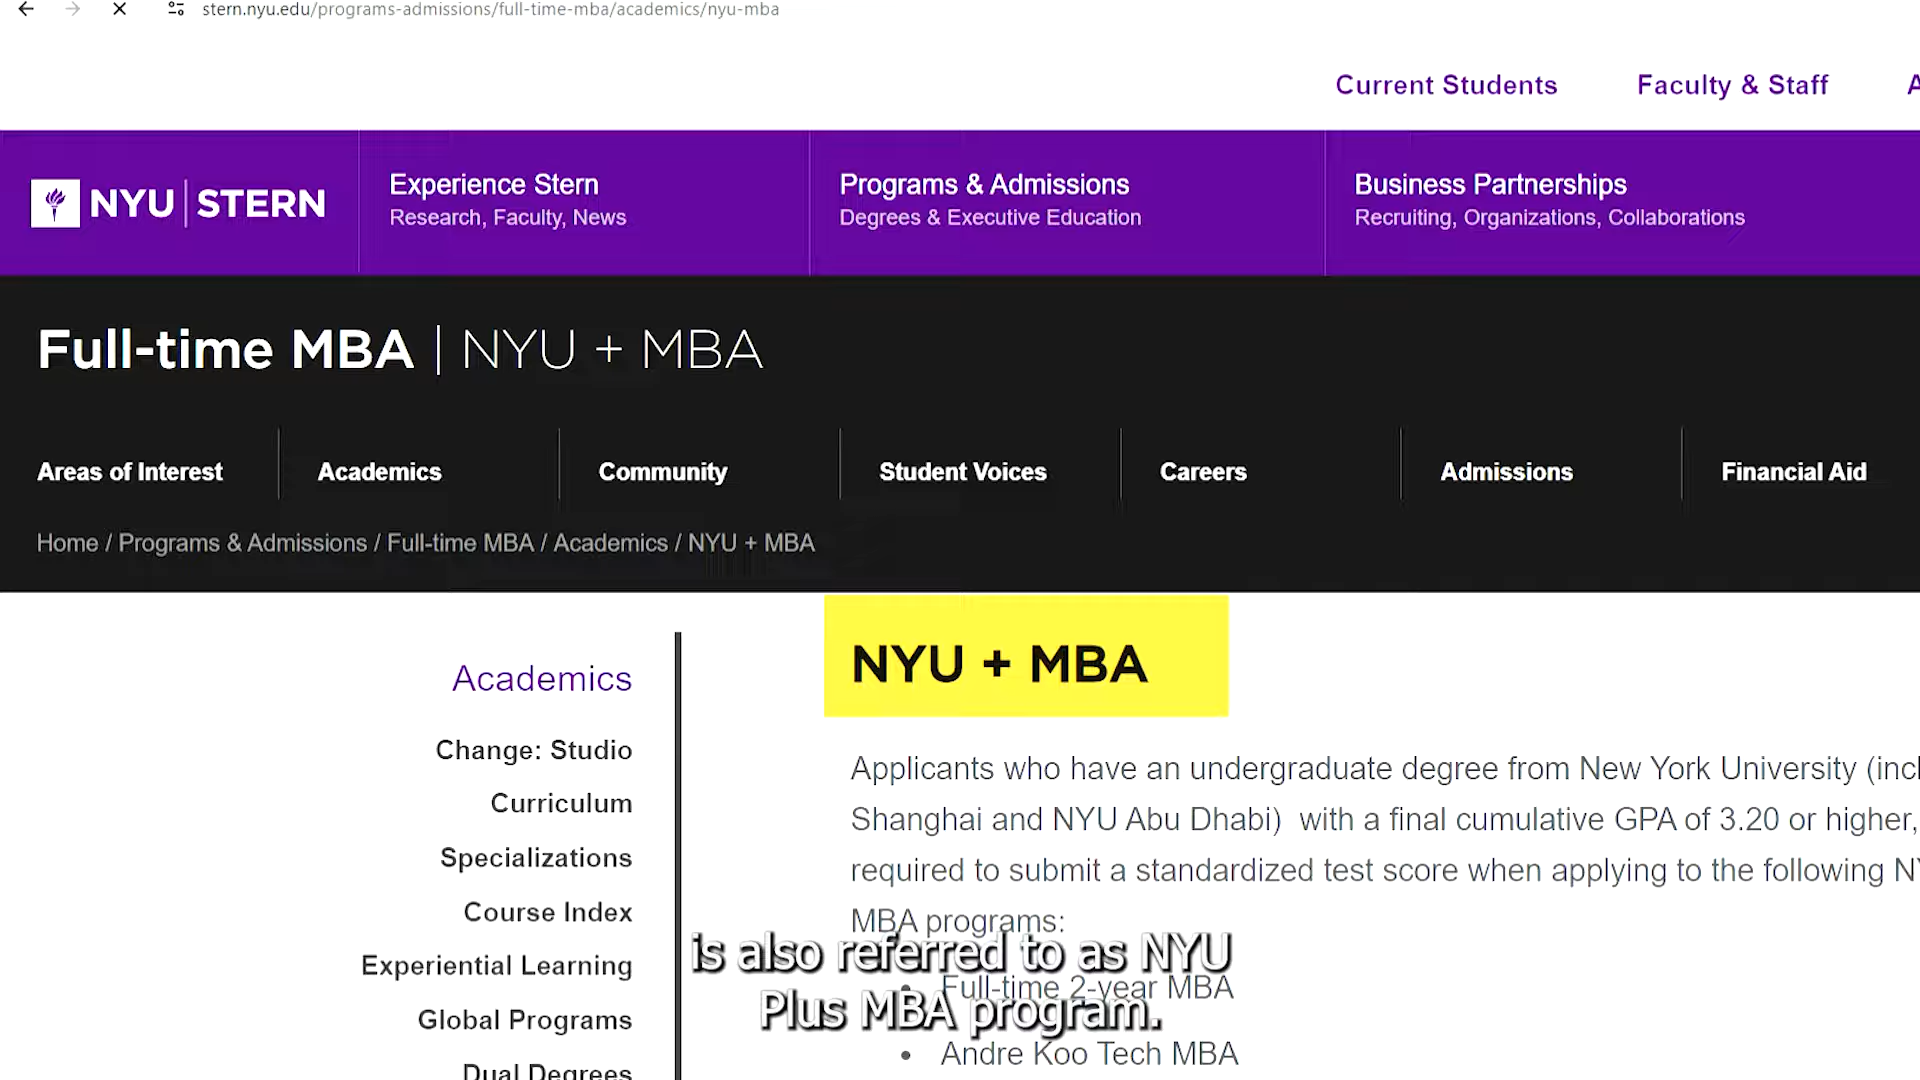 stern.nyu.edu/programs-admissions/full-time-mba/academics/nyu-mba
Current Students
Faculty & Staff
NYU STERN
Experience Stern
Research, Faculty, News
Programs & Admissions
Degrees & Executive Education
Business Partnerships
Recruiting, Organizations, Collaborations
Full-time MBA | NYU + MBA
Areas of Interest
Academics
Community
Student Voices
Careers
Admissions
Financial Aid
Home / Programs & Admissions / Full-time MBA / Academics / NYU + MBA
Academics
Change: Studio
Curriculum
Specializations
Course Index
Experiential Learning
Global Programs
Dual Degrees
NYU + MBA
Applicants who have an undergraduate degree from New York University
Shanghai and NYU Abu Dhabi) with a final cumulative GPA of 3.20 or higher,
required to submit a standardized test score when applying to the following
MBA programs:
• Full-time 2-year MBA
• Andre Koo Tech MBA
is also referred to as NYU
Plus MBA program.